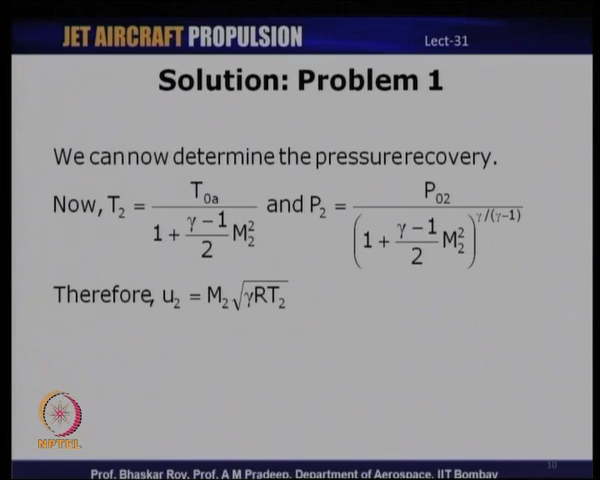 JET AIRCRAFT PROPULSION Lect-31
Solution: Problem 1
We can now determine the pressure recovery.
Now, T₂ = T₀ₐ / (1 + (γ − 1)/2 M₂²) and P₂ = P₀₂ / (1 + (γ − 1)/2 M₂²)^(γ/(γ−1))
Therefore, u₂ = M₂√(γRT₂)
NPTEL
10
Prof. Bhaskar Roy, Prof. A M Pradeep, Department of Aerospace, IIT Bombay